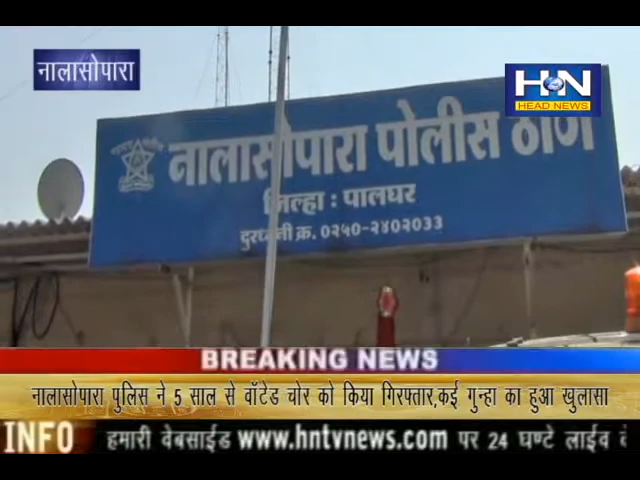 नालासोपारा
HN
HEAD NEWS
नालासोपारा पोलीस ठाणे
जिल्हा : पालघर
दुरध्वनी क्र. ०२५०-२४०२०३३
BREAKING NEWS
नालासोपारा पुलिस ने 5 साल से वॉटेड चोर को किया गिरफ्तार,कई गुन्हा का हुआ खुलासा
INFO हमारी वेबसाईड www.hntvnews.com पर 24 घण्टे लाईव